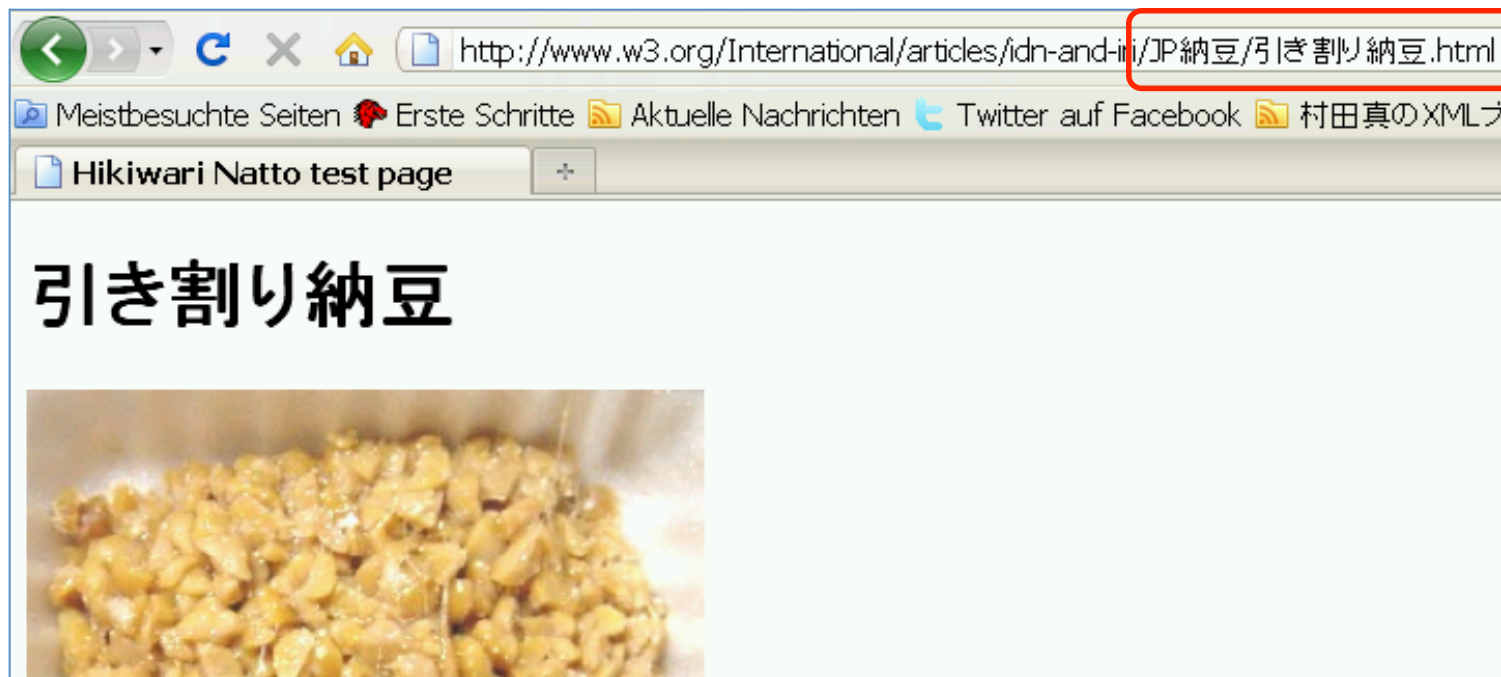 http://www.w3.org/International/articles/idn-and-iri/JP納豆/引き割り納豆.html
Meistbesuchte Seiten Erste Schritte Aktuelle Nachrichten Twitter auf Facebook 村田真のXMLブ
Hikiwari Natto test page
引き割り納豆